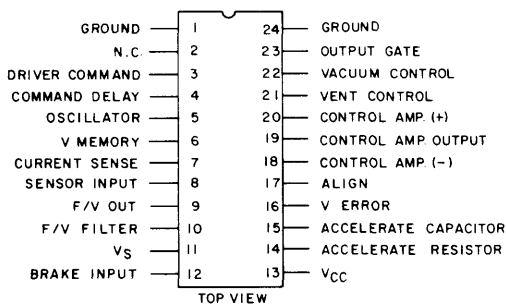 GROUND 1 24 GROUND
N.C. 2 23 OUTPUT GATE
DRIVER COMMAND 3 22 VACUUM CONTROL
COMMAND DELAY 4 21 VENT CONTROL
OSCILLATOR 5 20 CONTROL AMP. (+)
V MEMORY 6 19 CONTROL AMP. OUTPUT
CURRENT SENSE 7 18 CONTROL AMP. (-)
SENSOR INPUT 8 17 ALIGN
F/V OUT 9 16 V ERROR
F/V FILTER 10 15 ACCELERATE CAPACITOR
VS 11 14 ACCELERATE RESISTOR
BRAKE INPUT 12 13 VCC
TOP VIEW